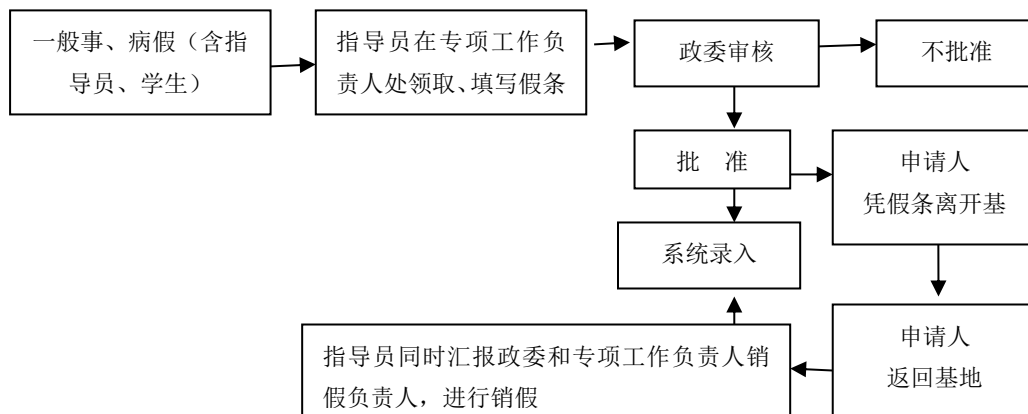 一般事、病假（含指
导员、学生）
指导员在专项工作负
责人处领取、填写假条
政委审核
不批准
批 准
申请人
凭假条离开基
系统录入
申请人
返回基地
指导员同时汇报政委和专项工作负责人销
假负责人，进行销假